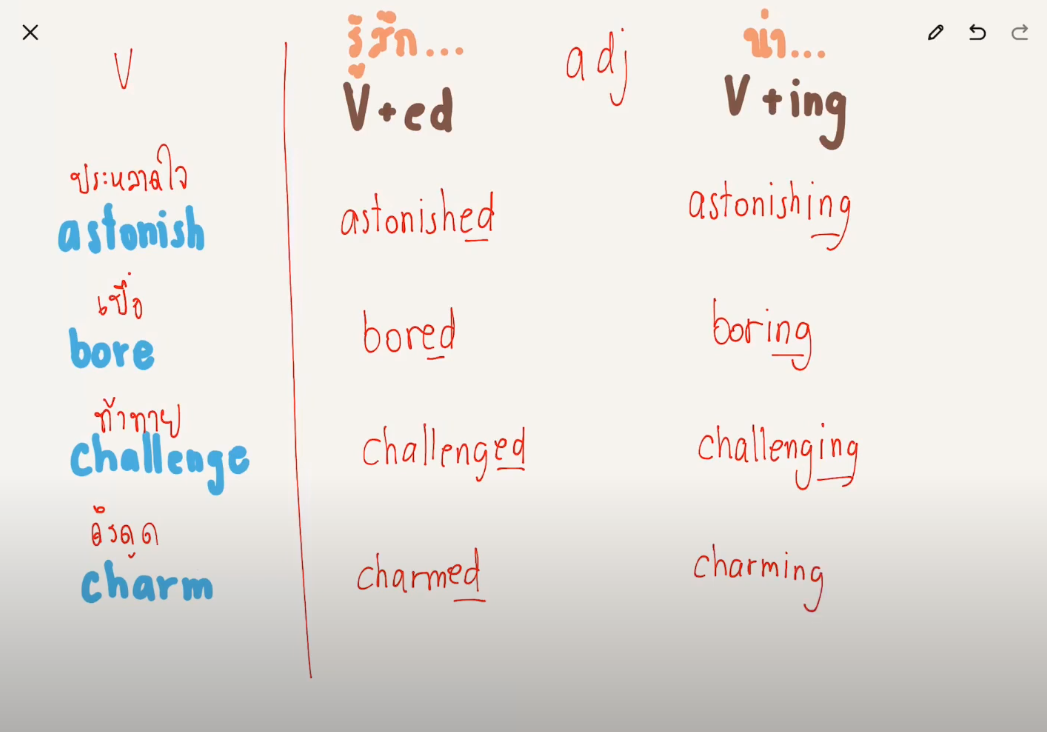 รู้สึก... น่า...
V adj
V+ed V+ing
ประหลาดใจ
astonish astonished astonishing
เบื่อ
bore bored boring
ท้าทาย
challenge challenged challenging
ดึงดูด
charm charmed charming